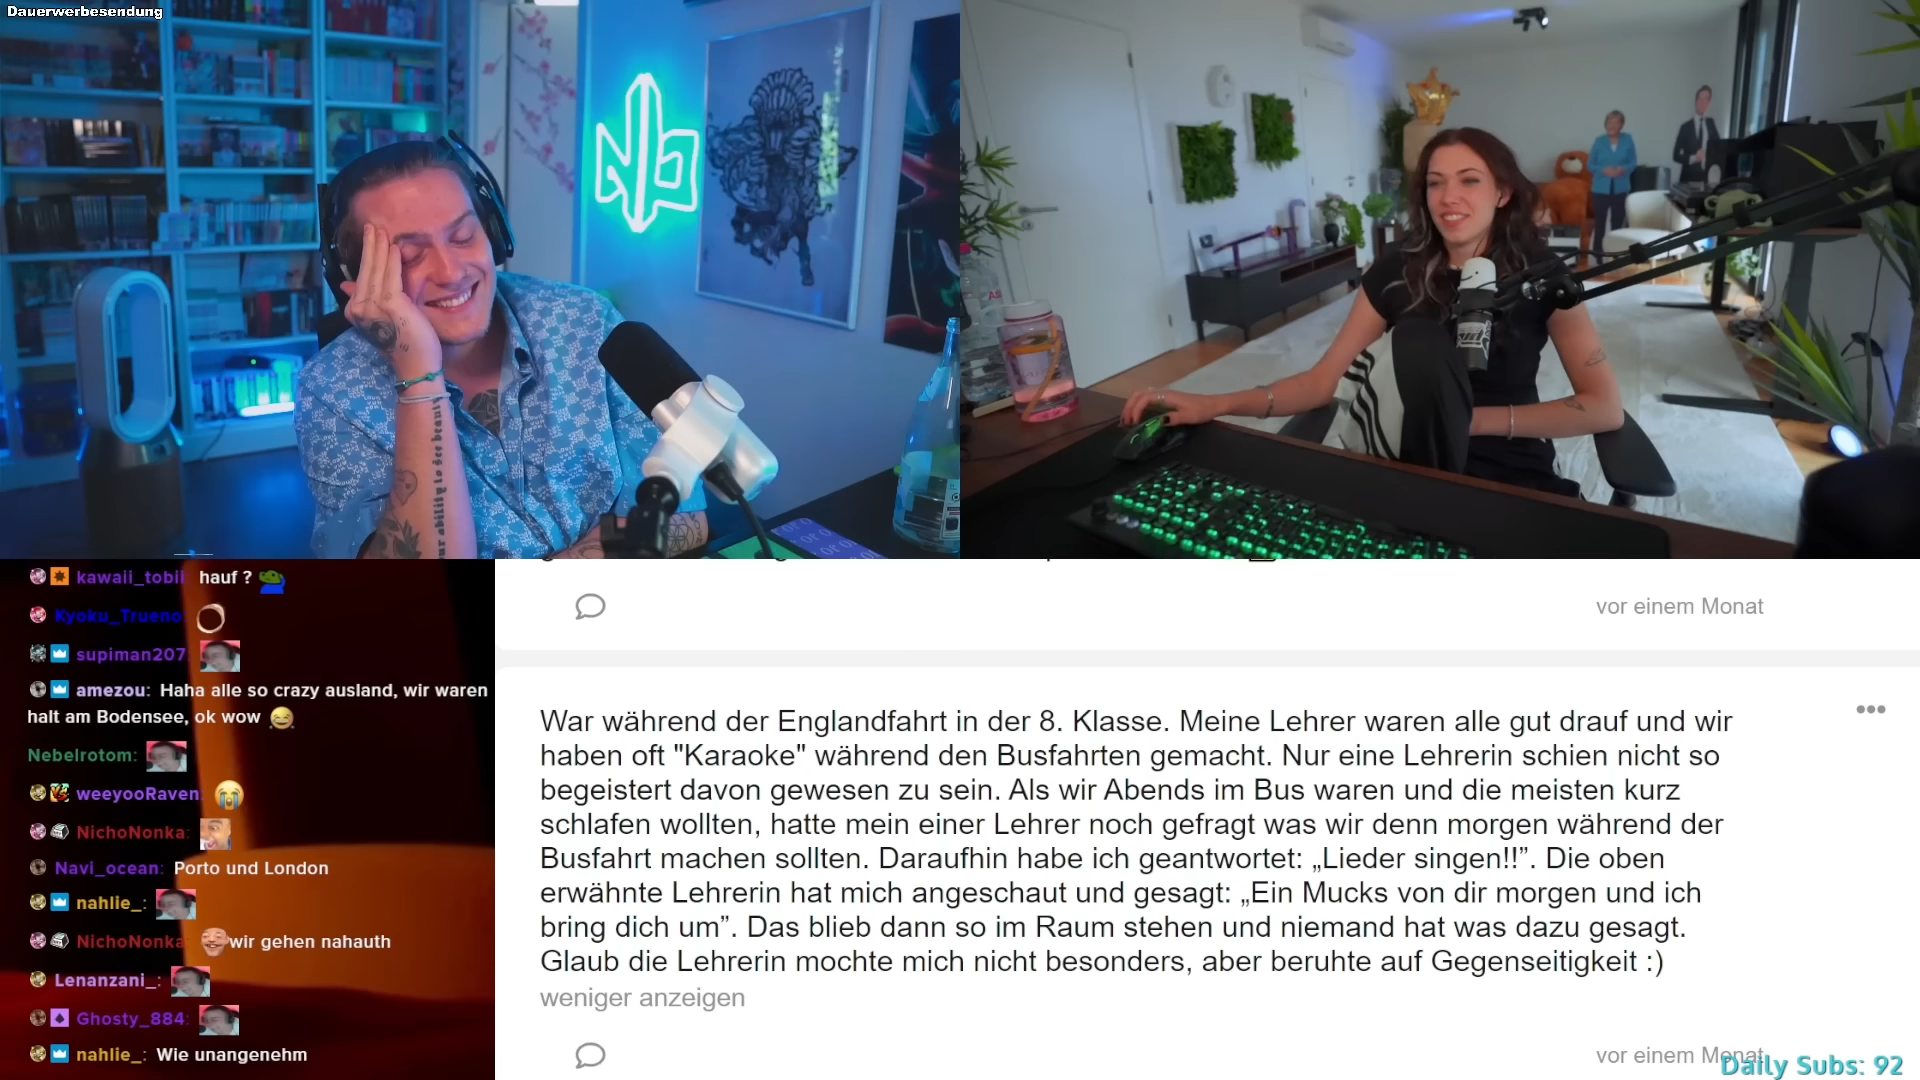 Dauerwerbesendung
kawaii_tobii hauf ?
Kyoku_Trueno
supiman207
amezou: Haha alle so crazy ausland, wir waren
halt am Bodensee, ok wow
Nebelrotom:
weeyooRaven:
NichoNonka:
Navi_ocean: Porto und London
nahlie_:
NichoNonka wir gehen nahauth
Lenanzani_:
Ghosty_884:
nahlie_: Wie unangenehm
vor einem Monat
War während der Englandfahrt in der 8. Klasse. Meine Lehrer waren alle gut drauf und wir
haben oft "Karaoke" während den Busfahrten gemacht. Nur eine Lehrerin schien nicht so
begeistert davon gewesen zu sein. Als wir Abends im Bus waren und die meisten kurz
schlafen wollten, hatte mein einer Lehrer noch gefragt was wir denn morgen während der
Busfahrt machen sollten. Daraufhin habe ich geantwortet: „Lieder singen!!”. Die oben
erwähnte Lehrerin hat mich angeschaut und gesagt: „Ein Mucks von dir morgen und ich
bring dich um”. Das blieb dann so im Raum stehen und niemand hat was dazu gesagt.
Glaub die Lehrerin mochte mich nicht besonders, aber beruhte auf Gegenseitigkeit :)
weniger anzeigen
vor einem Monat
Daily Subs: 92